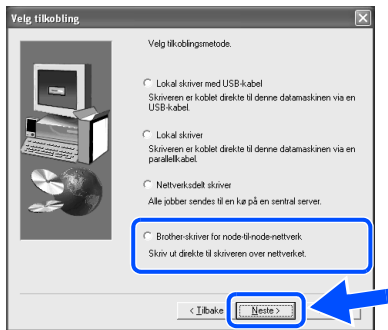 Velg tilkobling
Velg tilkoblingsmetode.
Lokal skriver med USB-kabel
Skriveren er koblet direkte til denne datamaskinen via en
USB-kabel.
Lokal skriver
Skriveren er koblet direkte til denne datamaskinen via en
parallellkabel.
Nettverksdelt skriver
Alle jobber sendes til en kø på en sentral server.
Brother-skriver for node-til-node-nettverk
Skriv ut direkte til skriveren over nettverket.
< Tilbake
Neste >